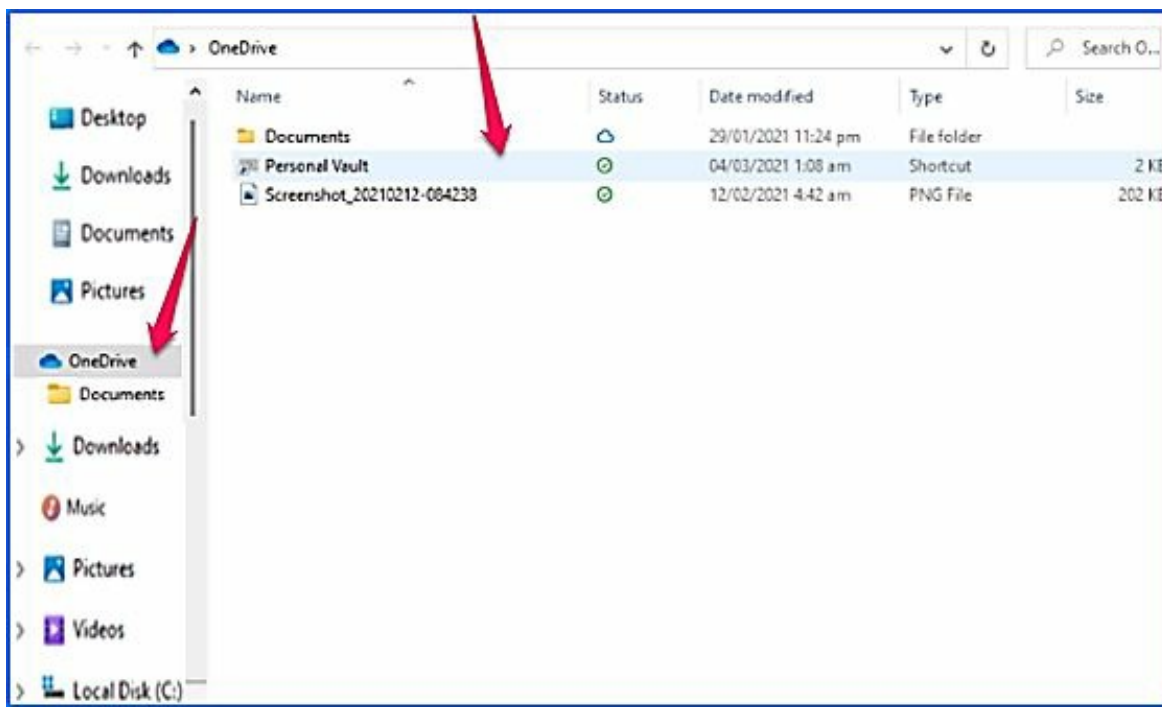 OneDrive
Search O...
Name Status Date modified Type Size
Documents 29/01/2021 11:24 pm File folder
Personal Vault 04/03/2021 1:08 am Shortcut 2 KB
Screenshot_20210212-084238 12/02/2021 4:42 am PNG File 202 KB
Desktop
Downloads
Documents
Pictures
OneDrive
Documents
Downloads
Music
Pictures
Videos
Local Disk (C:)